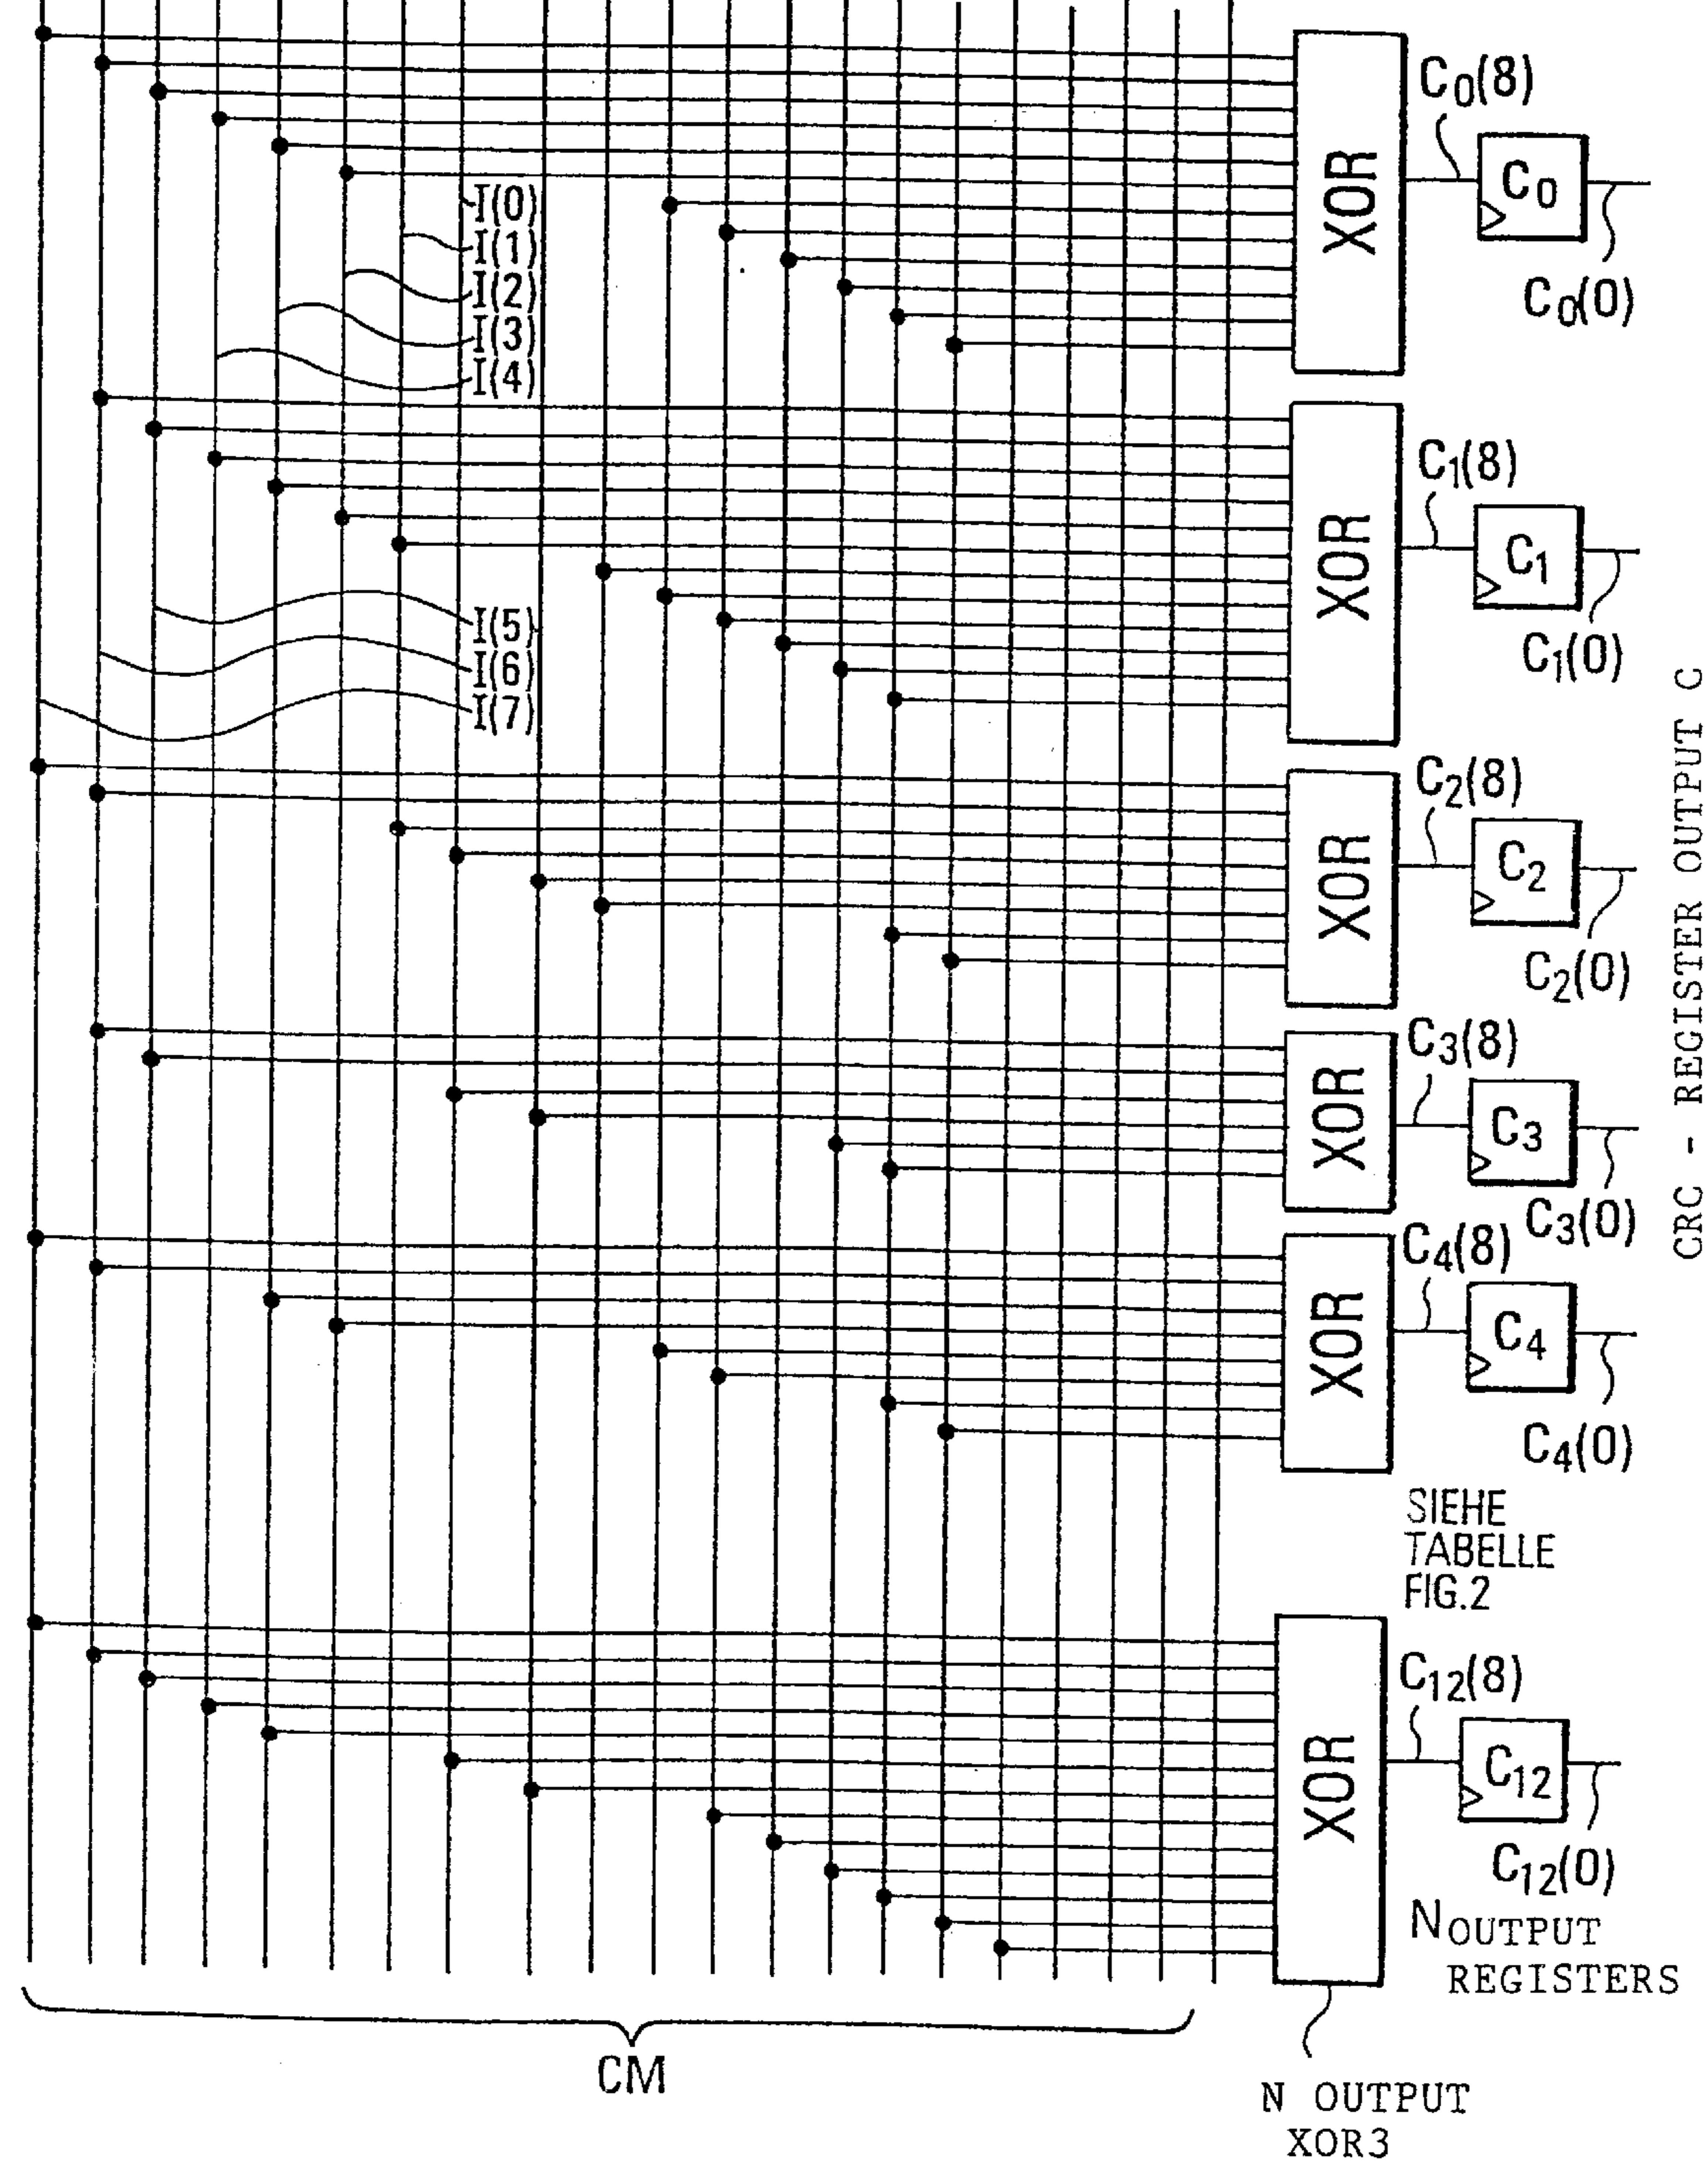 C0(8)
XOR
C0
C0(0)
I(0)
I(1)
I(2)
I(3)
I(4)
C1(8)
XOR
C1
C1(0)
I(5)
I(6)
I(7)
C2(8)
XOR
C2
C2(0)
C3(8)
XOR
C3
C3(0)
C4(8)
XOR
C4
C4(0)
CRC - REGISTER OUTPUT C
SIEHE
TABELLE
FIG.2
C12(8)
XOR
C12
C12(0)
N OUTPUT
REGISTERS
CM
N OUTPUT
XOR3